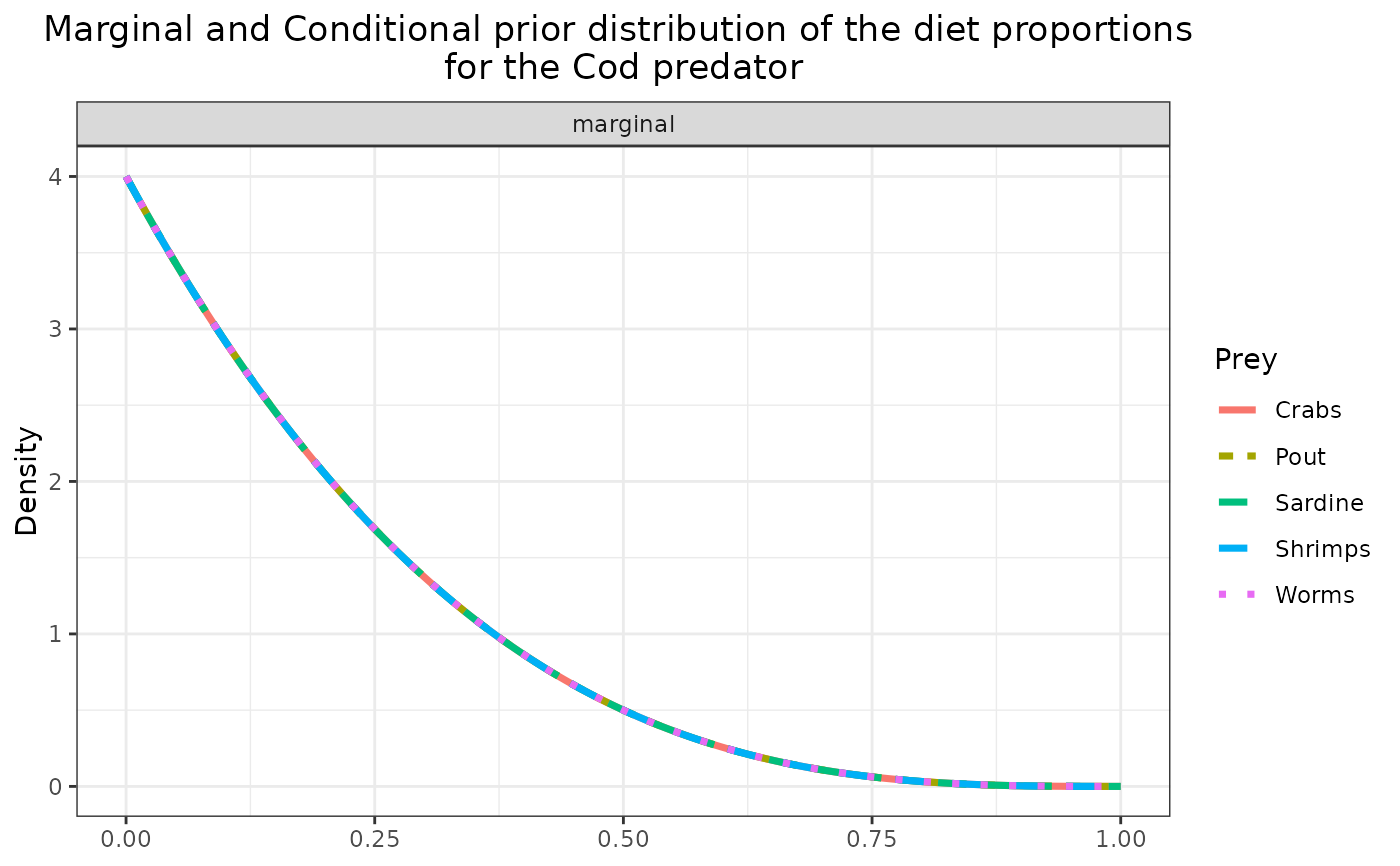 Marginal and Conditional prior distribution of the diet proportions
for the Cod predator
marginal
Density
4
3
2
1
0
0.00
0.25
0.50
0.75
1.00
Prey
Crabs
Pout
Sardine
Shrimps
Worms